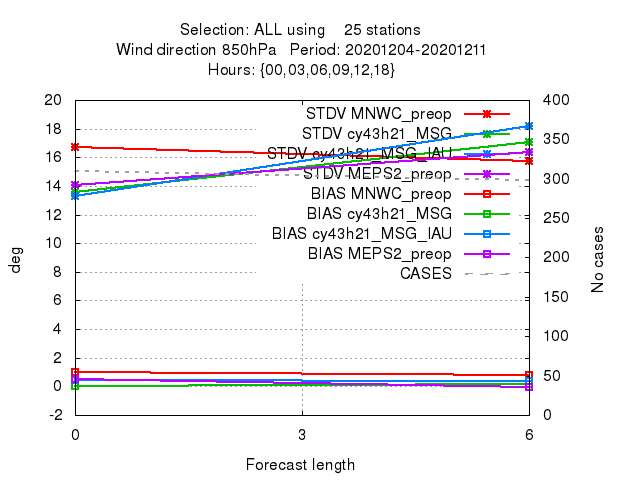 Selection: ALL using    25 stations
Wind direction 850hPa   Period: 20201204-20201211
Hours: {00,03,06,09,12,18}
20
18
16
14
12
10
8
6
4
2
0
-2
deg
STDV MNWC_preop
STDV cy43h21_MSG
STDV cy43h21_MSG_IAU
STDV MEPS2_preop
BIAS MNWC_preop
BIAS cy43h21_MSG
BIAS cy43h21_MSG_IAU
BIAS MEPS2_preop
CASES
400
350
300
250
200
150
100
50
0
No cases
0 3 6
Forecast length